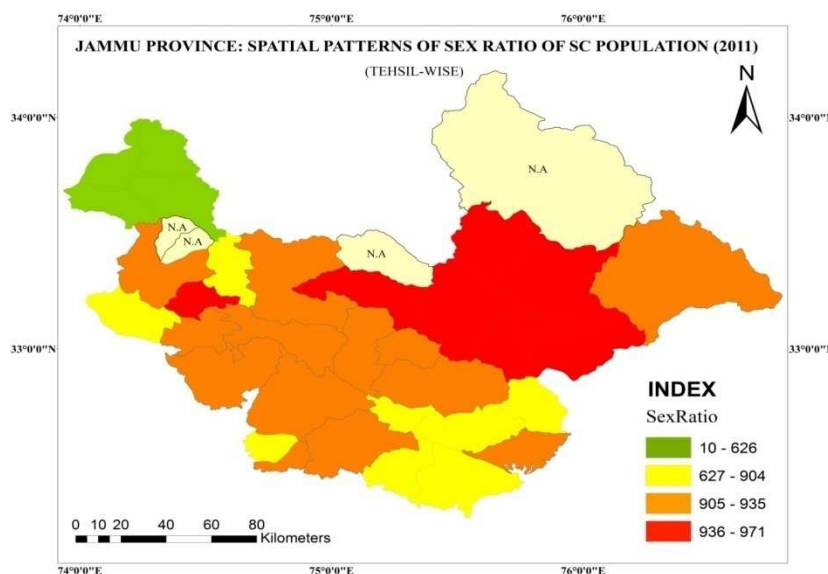 74°0'0"E 75°0'0"E 76°0'0"E
JAMMU PROVINCE: SPATIAL PATTERNS OF SEX RATIO OF SC POPULATION (2011)
(TEHSIL-WISE)
N
34°0'0"N 34°0'0"N
N.A
N.A
N.A
N.A
33°0'0"N 33°0'0"N
INDEX
SexRatio
10 - 626
627 - 904
905 - 935
936 - 971
0 10 20 40 60 80
Kilometers
74°0'0"E 75°0'0"E 76°0'0"E